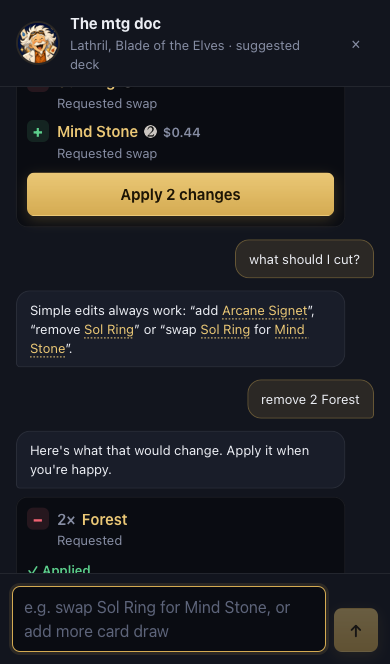 The mtg doc
Lathril, Blade of the Elves · suggested
deck
×
Requested swap
+ Mind Stone 2 $0.44
Requested swap
Apply 2 changes
what should I cut?
Simple edits always work: “add Arcane Signet”,
“remove Sol Ring” or “swap Sol Ring for Mind
Stone”.
remove 2 Forest
Here's what that would change. Apply it when
you're happy.
− 2× Forest
Requested
✓ Applied
e.g. swap Sol Ring for Mind Stone, or
add more card draw